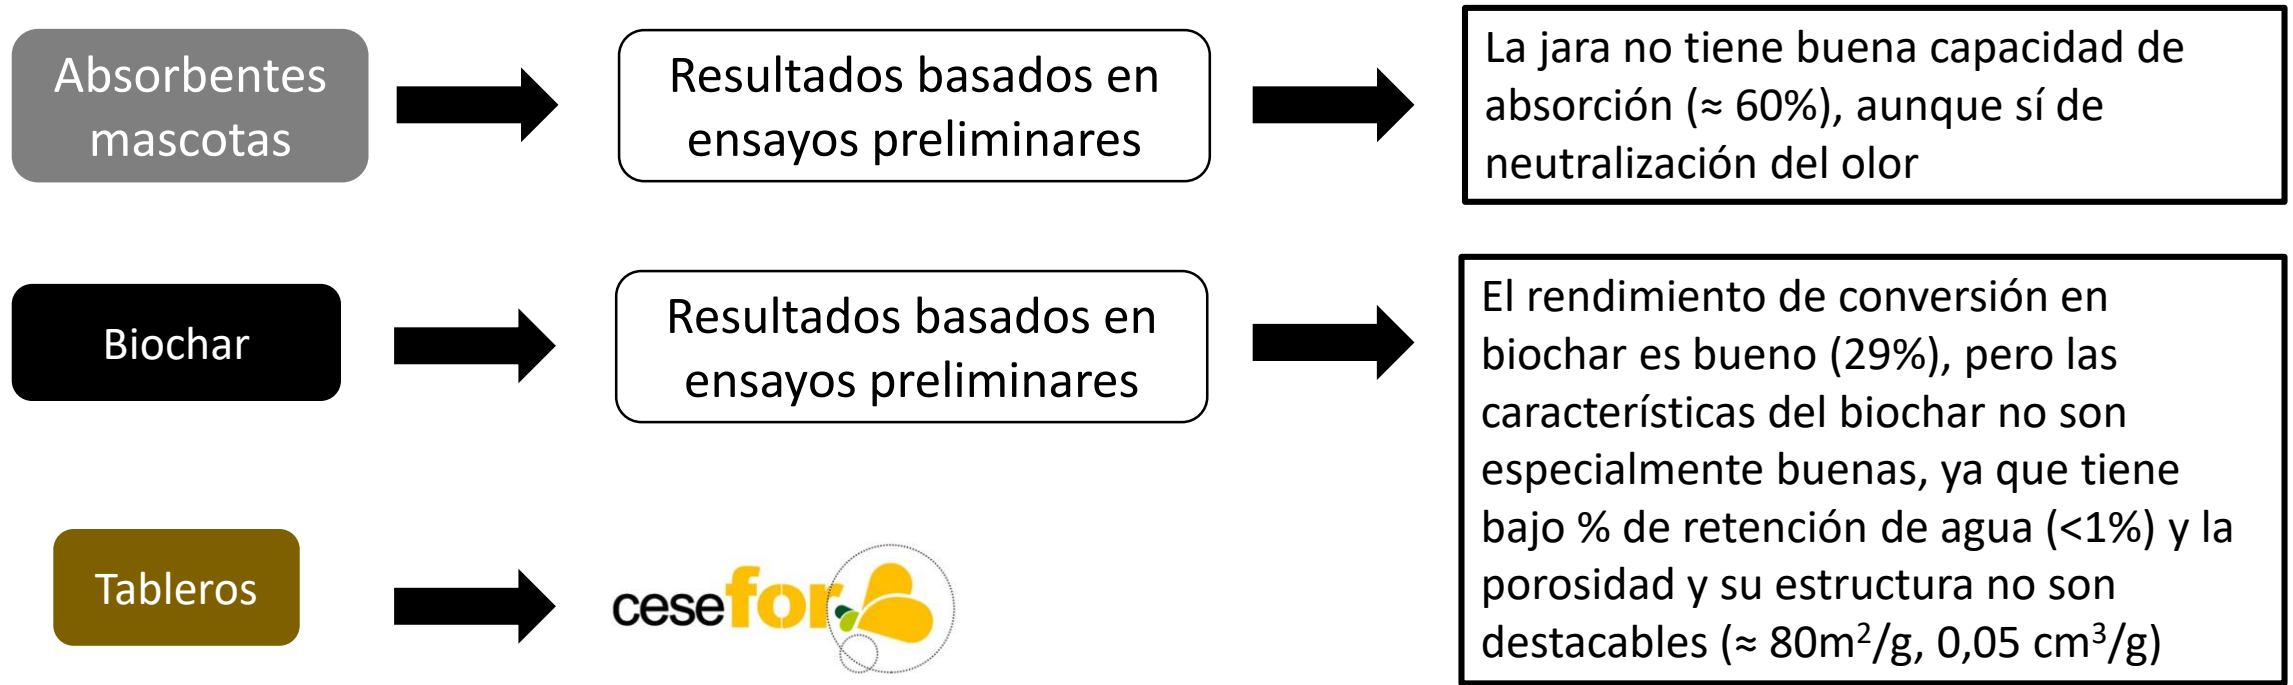 Absorbentes
mascotas
Resultados basados en
ensayos preliminares
La jara no tiene buena capacidad de
absorción (≈ 60%), aunque sí de
neutralización del olor
Biochar
Resultados basados en
ensayos preliminares
El rendimiento de conversión en
biochar es bueno (29%), pero las
características del biochar no son
especialmente buenas, ya que tiene
bajo % de retención de agua (<1%) y la
porosidad y su estructura no son
destacables (≈ 80m²/g, 0,05 cm³/g)
Tableros
cesefor